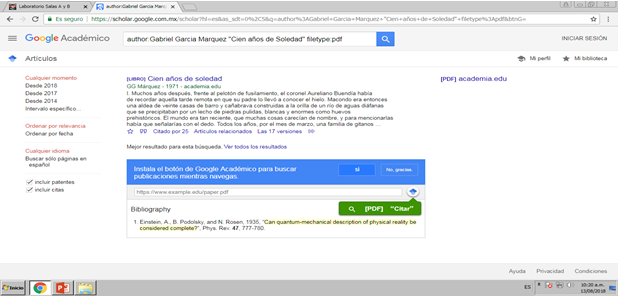 Laboratorio Salas A y B
author:Gabriel Garcia Mar
Es seguro
https://scholar.google.com.mx/scholar?hl=es&as_sdt=0%2C5&q=author%3AGabriel+Garcia+Marquez+"Cien+años+de+Soledad"+filetype%3Apdf&btnG=
Google Académico
author:Gabriel Garcia Marquez "Cien años de Soledad" filetype.pdf
INICIAR SESIÓN
Artículos
Mi perfil
Mi biblioteca
Cualquier momento
Desde 2018
Desde 2017
Desde 2014
Intervalo específico...
Ordenar por relevancia
Ordenar por fecha
Cualquier idioma
Buscar sólo páginas en
español
incluir patentes
incluir citas
[LIBRO] Cien años de soledad
GG Márquez - 1971 - academia.edu
I. Muchos años después, frente al pelotón de fusilamiento, el coronel Aureliano Buendía había
de recordar aquella tarde remota en que su padre lo llevó a conocer el hielo. Macondo era entonces
una aldea de veinte casas de barro y cañabrava construidas a la orilla de un río de aguas diáfanas
que se precipitaban por un lecho de piedras pulidas, blancas y enormes como huevos
prehistóricos. El mundo era tan reciente, que muchas cosas carecían de nombre, y para mencionarlas
había que señalarlas con el dedo. Todos los años, por el mes de marzo, una familia de gitanos ...
Citado por 25 Artículos relacionados Las 17 versiones
[PDF] academia.edu
Mejor resultado para esta búsqueda. Ver todos los resultados
Instala el botón de Google Académico para buscar
publicaciones mientras navegas.
SÍ
No, gracias
https://www.example.edu/paper.pdf
[PDF] "Citar"
Bibliography
1. Einstein, A., B. Podolsky, and N. Rosen, 1935, "Can quantum-mechanical description of physical reality be
considered complete?", Phys. Rev. 47, 777-780.
Ayuda Privacidad Condiciones
Inicio
ES
10:20 a.m.
13/08/2018